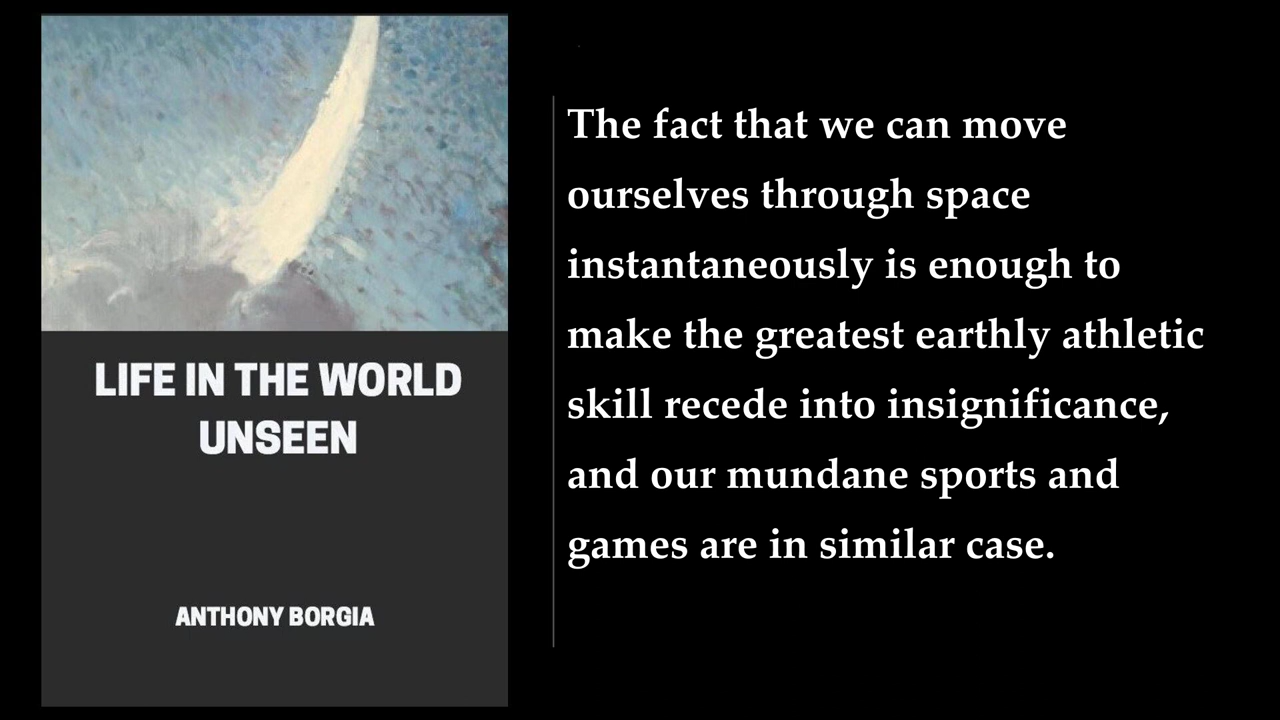 LIFE IN THE WORLD
UNSEEN
ANTHONY BORGIA
The fact that we can move
ourselves through space
instantaneously is enough to
make the greatest earthly athletic
skill recede into insignificance,
and our mundane sports and
games are in similar case.